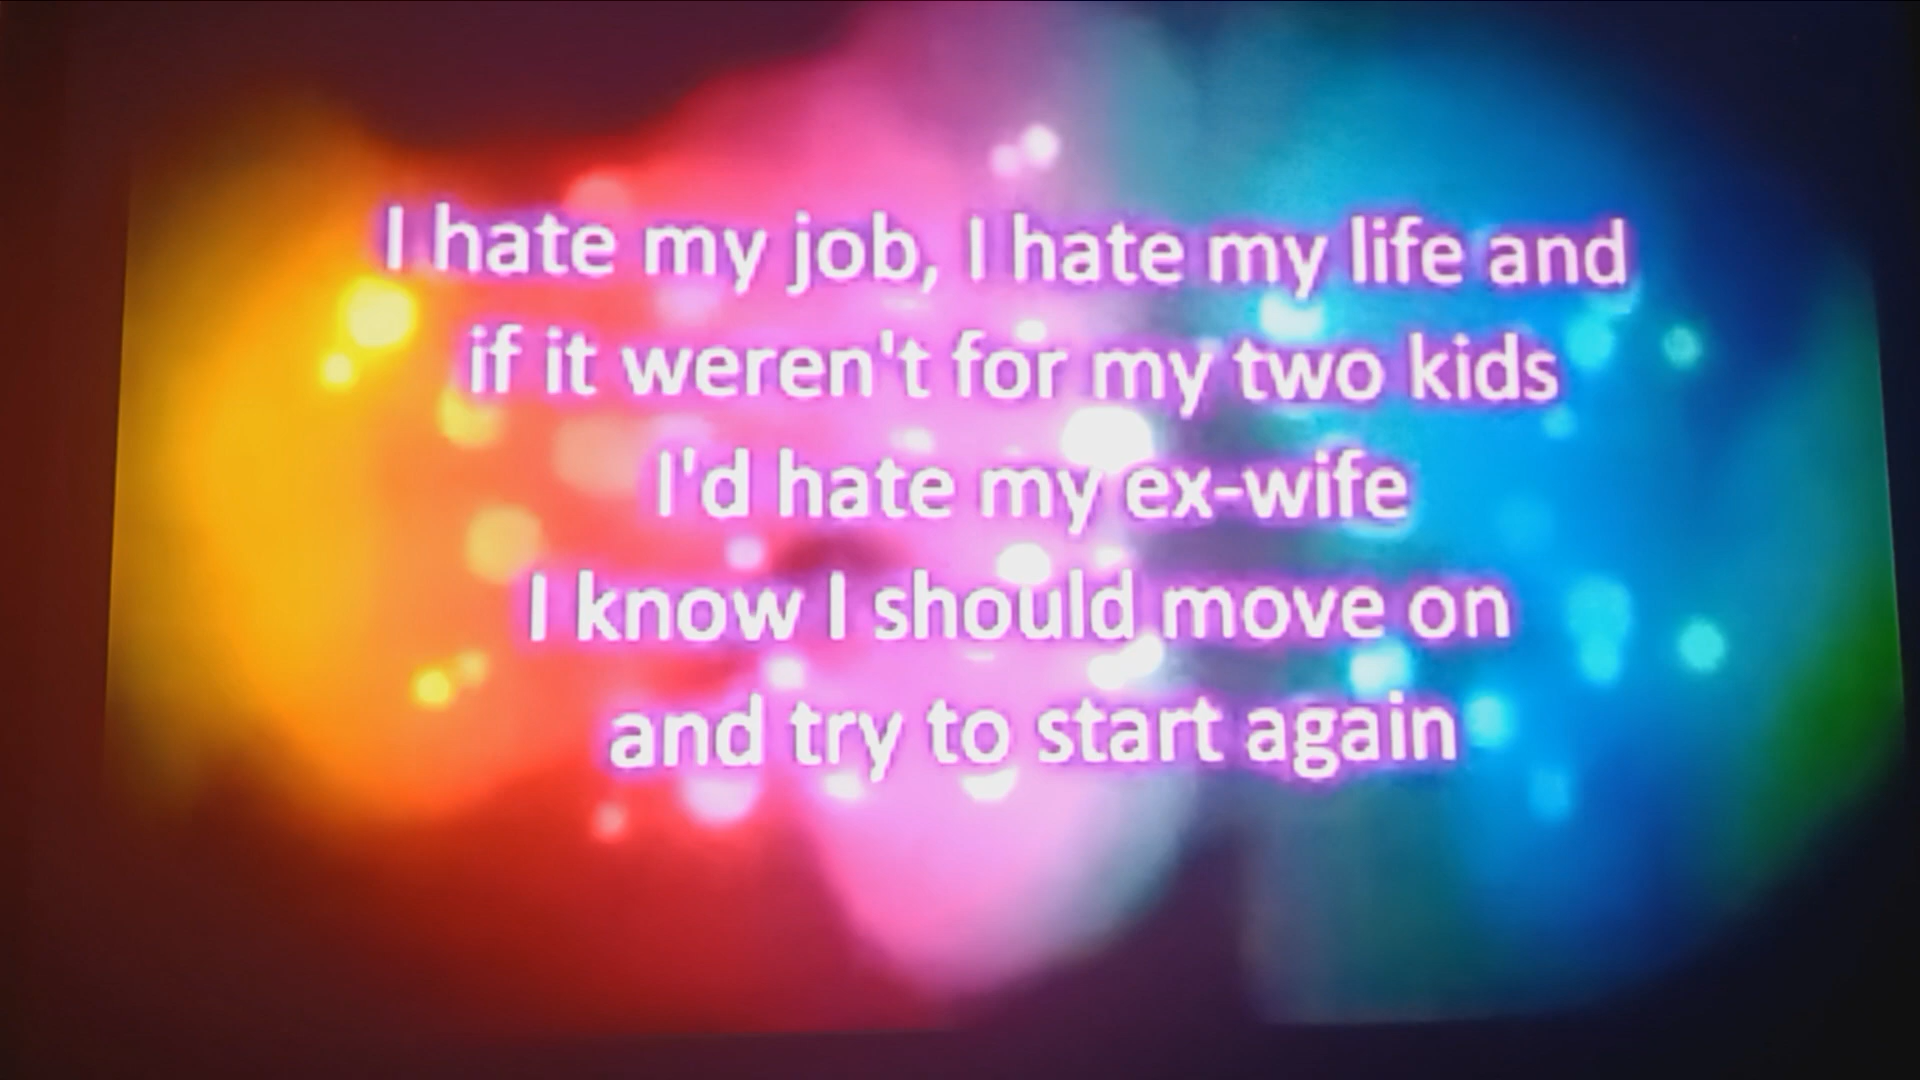 I hate my job, I hate my life and
if it weren't for my two kids
I'd hate my ex-wife
I know I should move on
and try to start again